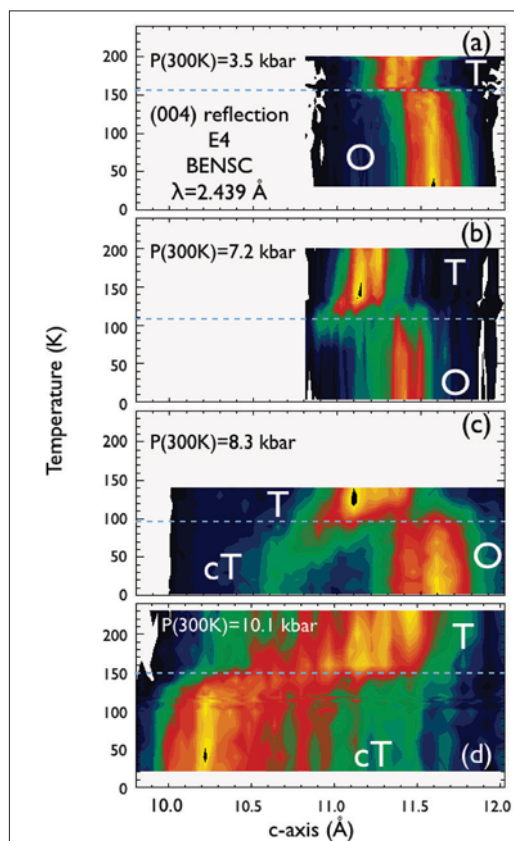 Temperature (K)
(a)
P(300K)=3.5 kbar
T
(004) reflection
E4
BENSC
λ=2.439 Å
O
200
150
100
50
0
(b)
P(300K)=7.2 kbar
T
O
200
150
100
50
0
(c)
P(300K)=8.3 kbar
T
cT
O
200
150
100
50
0
P(300K)=10.1 kbar
T
cT
(d)
200
150
100
50
0
10.0 10.5 11.0 11.5 12.0
c-axis (Å)